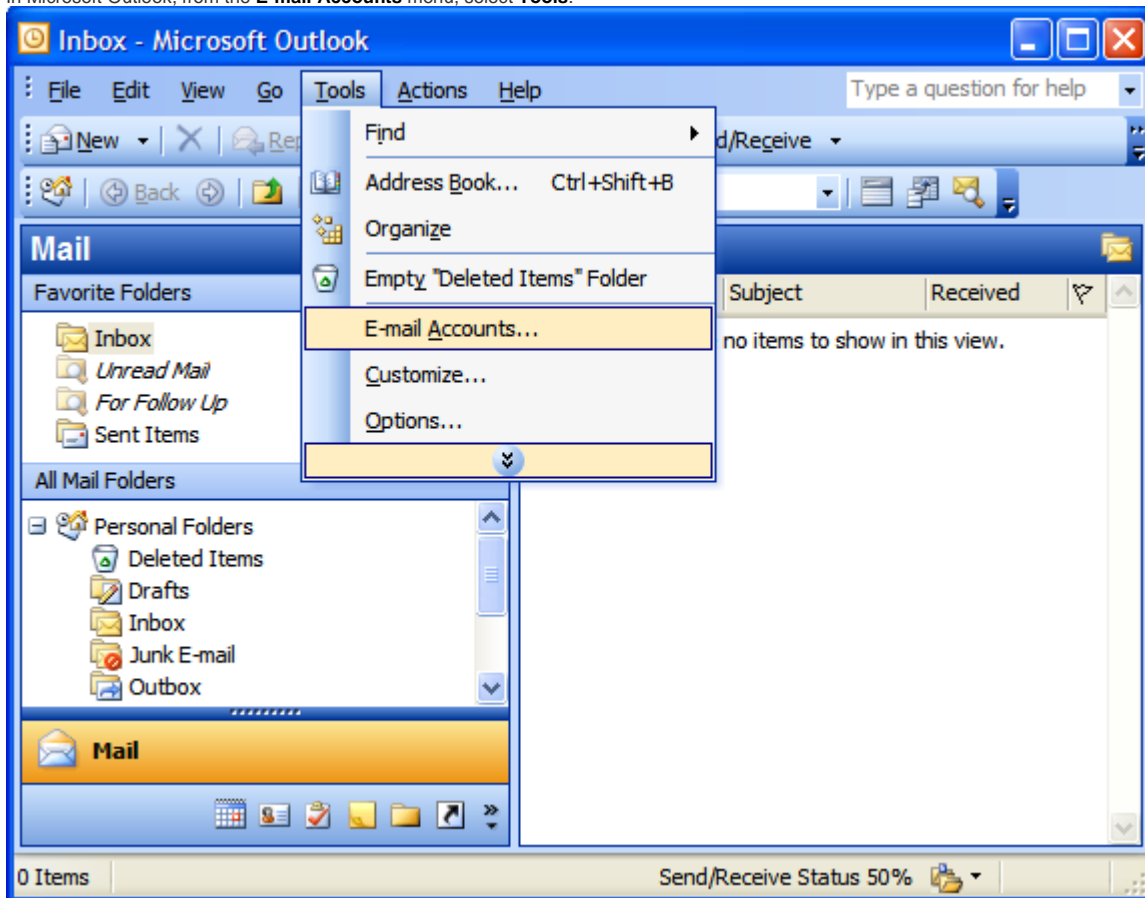 In Microsoft Outlook, from the E-mail Accounts menu, select Tools.
Inbox - Microsoft Outlook
File Edit View Go Tools Actions Help Type a question for help
New Rep d/Receive
Back
Find
Address Book... Ctrl+Shift+B
Organize
Empty "Deleted Items" Folder
E-mail Accounts...
Customize...
Options...
Mail
Favorite Folders
Inbox
Unread Mail
For Follow Up
Sent Items
All Mail Folders
Personal Folders
Deleted Items
Drafts
Inbox
Junk E-mail
Outbox
Mail
Subject Received
no items to show in this view.
0 Items Send/Receive Status 50%